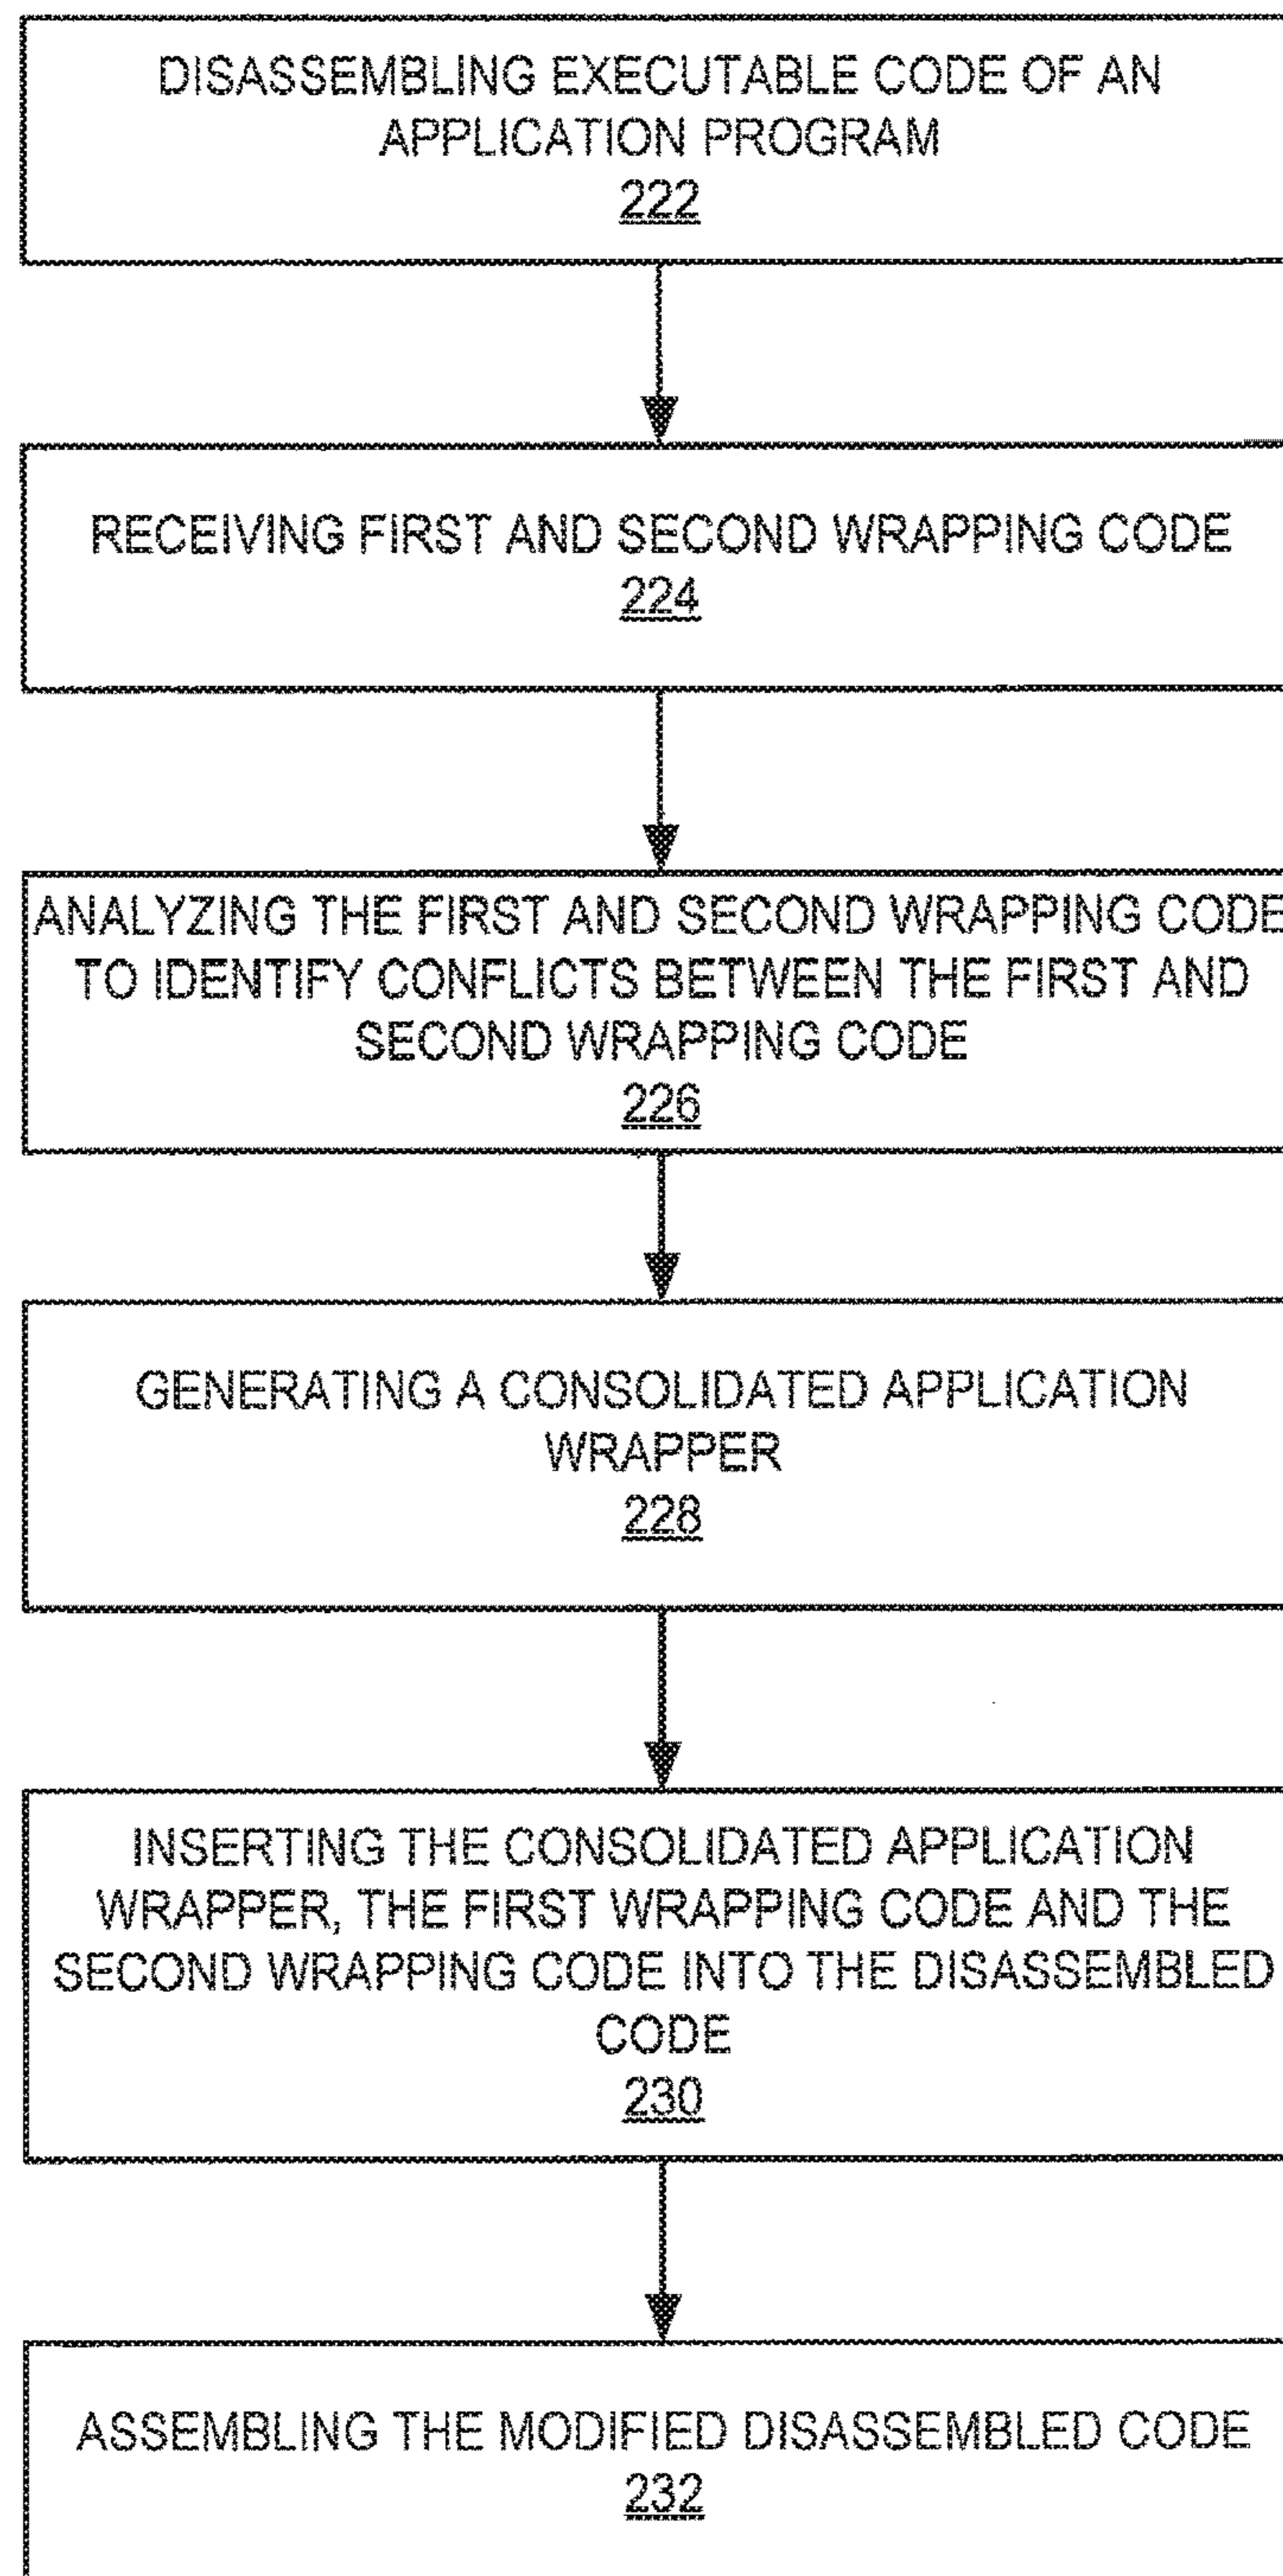 DISASSEMBLING EXECUTABLE CODE OF AN
APPLICATION PROGRAM
222
RECEIVING FIRST AND SECOND WRAPPING CODE
224
ANALYZING THE FIRST AND SECOND WRAPPING CODE
TO IDENTIFY CONFLICTS BETWEEN THE FIRST AND
SECOND WRAPPING CODE
226
GENERATING A CONSOLIDATED APPLICATION
WRAPPER
228
INSERTING THE CONSOLIDATED APPLICATION
WRAPPER, THE FIRST WRAPPING CODE AND THE
SECOND WRAPPING CODE INTO THE DISASSEMBLED
CODE
230
ASSEMBLING THE MODIFIED DISASSEMBLED CODE
232